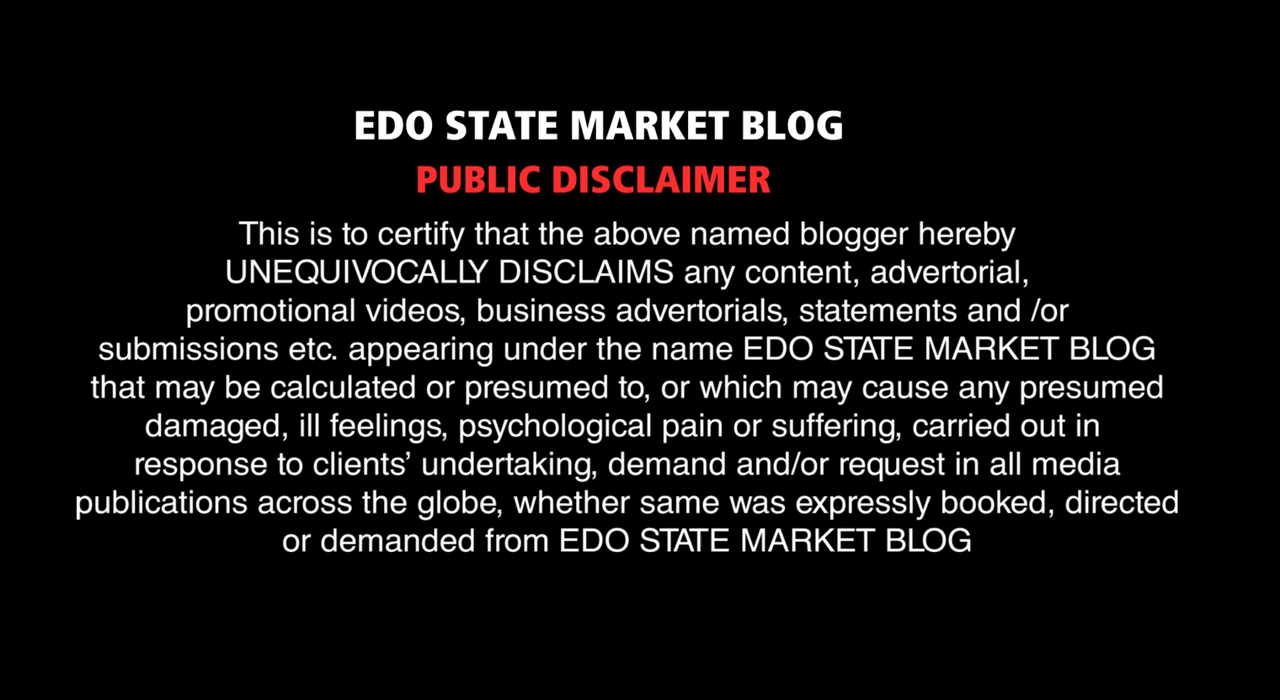 EDO STATE MARKET BLOG
PUBLIC DISCLAIMER
This is to certify that the above named blogger hereby
UNEQUIVOCALLY DISCLAIMS any content, advertorial,
promotional videos, business advertorials, statements and /or
submissions etc. appearing under the name EDO STATE MARKET BLOG
that may be calculated or presumed to, or which may cause any presumed
damaged, ill feelings, psychological pain or suffering, carried out in
response to clients’ undertaking, demand and/or request in all media
publications across the globe, whether same was expressly booked, directed
or demanded from EDO STATE MARKET BLOG